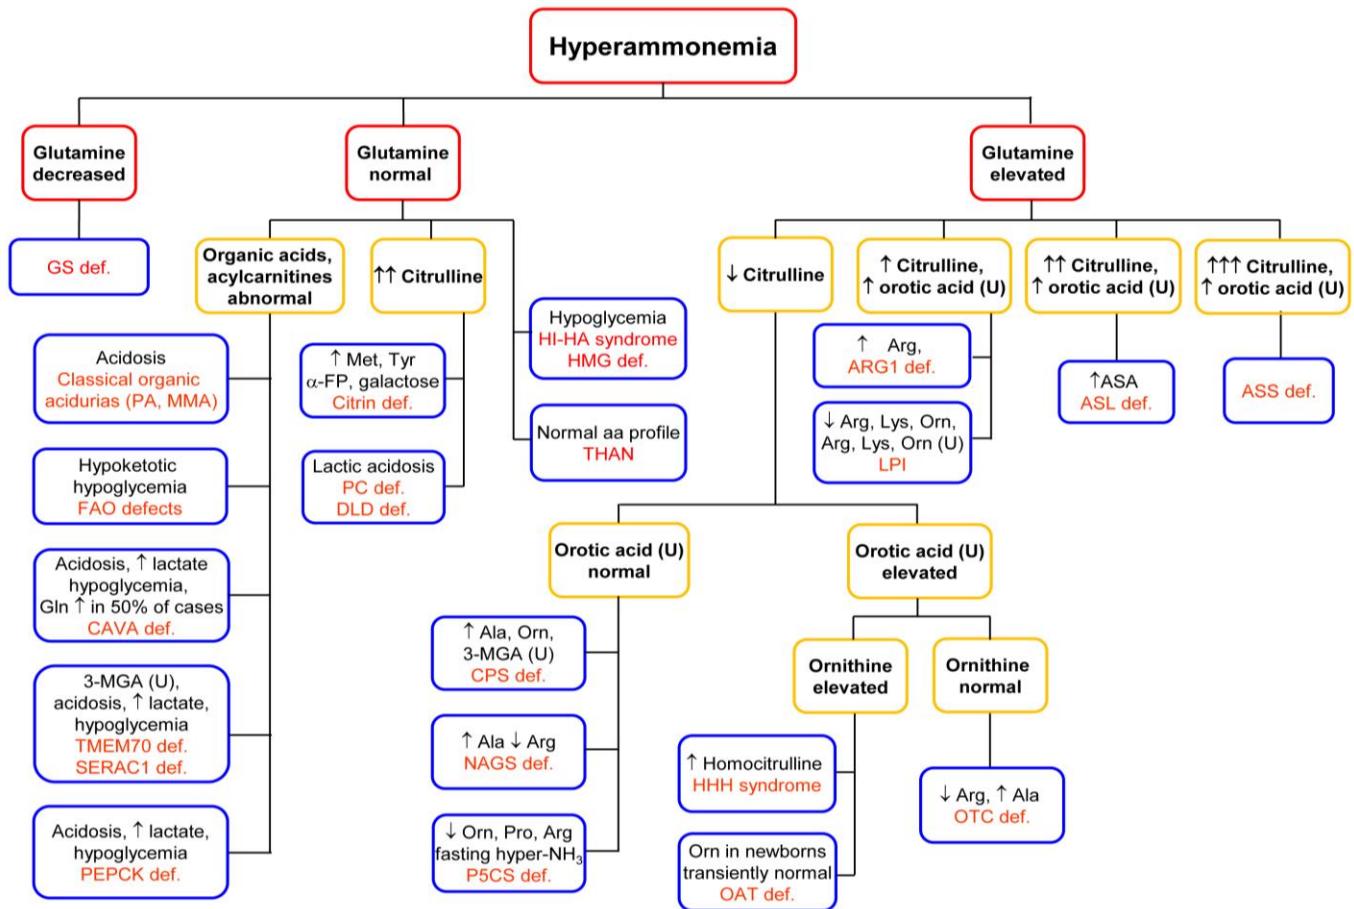 Hyperammonemia
Glutamine
decreased
Glutamine
normal
Glutamine
elevated
GS def.
Organic acids,
acylcarnitines
abnormal
↑↑ Citrulline
↓ Citrulline
↑ Citrulline,
↑ orotic acid (U)
↑↑ Citrulline,
↑ orotic acid (U)
↑↑↑ Citrulline,
↑ orotic acid (U)
Acidosis
Classical organic
acidurias (PA, MMA)
Hypoketotic
hypoglycemia
FAO defects
Acidosis, ↑ lactate
hypoglycemia,
Gln ↑ in 50% of cases
CAVA def.
3-MGA (U),
acidosis, ↑ lactate,
hypoglycemia
TMEM70 def.
SERAC1 def.
Acidosis, ↑ lactate,
hypoglycemia
PEPCK def.
↑ Met, Tyr
α-FP, galactose
Citrin def.
Lactic acidosis
PC def.
DLD def.
Hypoglycemia
HI-HA syndrome
HMG def.
Normal aa profile
THAN
↑ Arg,
ARG1 def.
↓ Arg, Lys, Orn,
Arg, Lys, Orn (U)
LPI
↑ASA
ASL def.
ASS def.
Orotic acid (U)
normal
Orotic acid (U)
elevated
↑ Ala, Orn,
3-MGA (U)
CPS def.
↑ Ala ↓ Arg
NAGS def.
↓ Orn, Pro, Arg
fasting hyper-NH₃
P5CS def.
Ornithine
elevated
Ornithine
normal
↑ Homocitrulline
HHH syndrome
Orn in newborns
transiently normal
OAT def.
↓ Arg, ↑ Ala
OTC def.